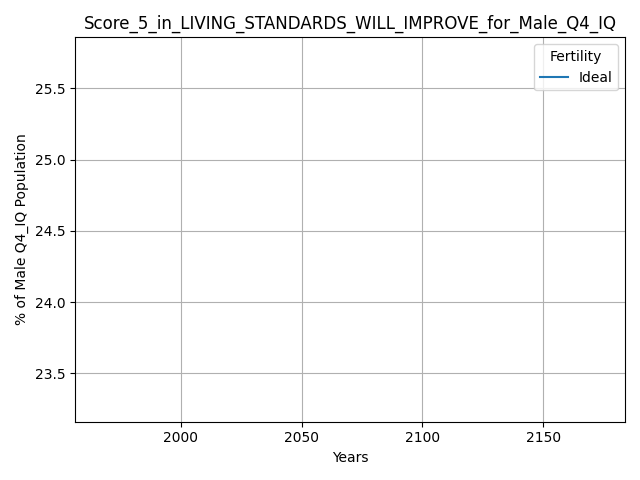 Score_5_in_LIVING_STANDARDS_WILL_IMPROVE_for_Male_Q4_IQ
Fertility
Ideal
25.5
25.0
24.5
24.0
23.5
% of Male Q4_IQ Population
2000 2050 2100 2150
Years